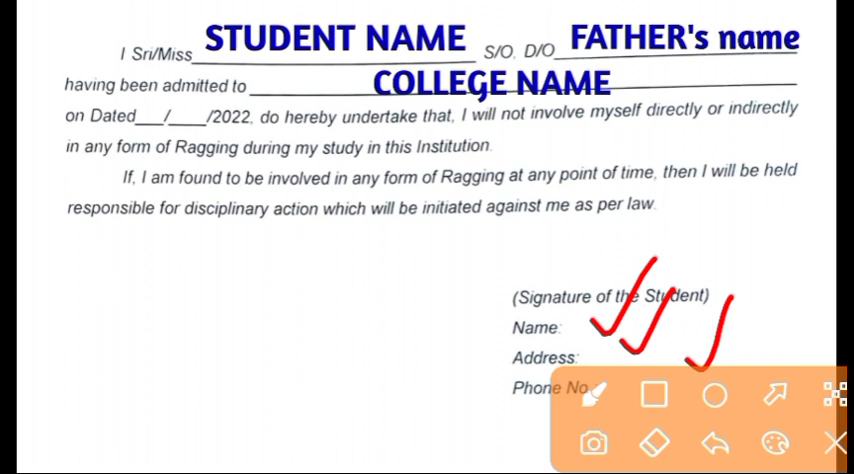 I Sri/Miss STUDENT NAME S/O, D/O FATHER's name
having been admitted to COLLEGE NAME
on Dated___/____/2022, do hereby undertake that, I will not involve myself directly or indirectly
in any form of Ragging during my study in this Institution.
If, I am found to be involved in any form of Ragging at any point of time, then I will be held
responsible for disciplinary action which will be initiated against me as per law.
(Signature of the Student)
Name:
Address:
Phone No